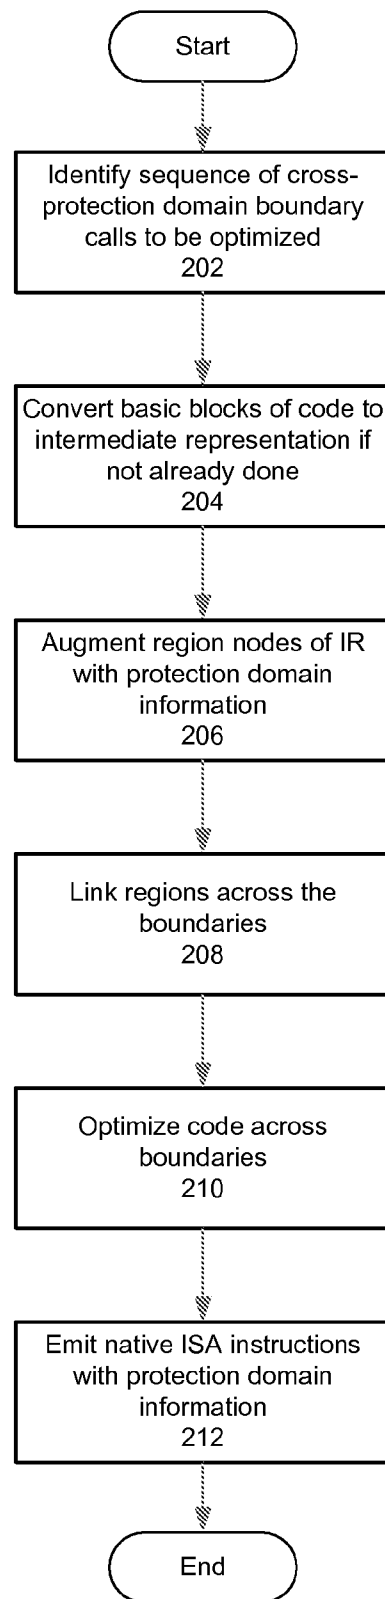 Start
Identify sequence of cross-
protection domain boundary
calls to be optimized
202
Convert basic blocks of code to
intermediate representation if
not already done
204
Augment region nodes of IR
with protection domain
information
206
Link regions across the
boundaries
208
Optimize code across
boundaries
210
Emit native ISA instructions
with protection domain
information
212
End